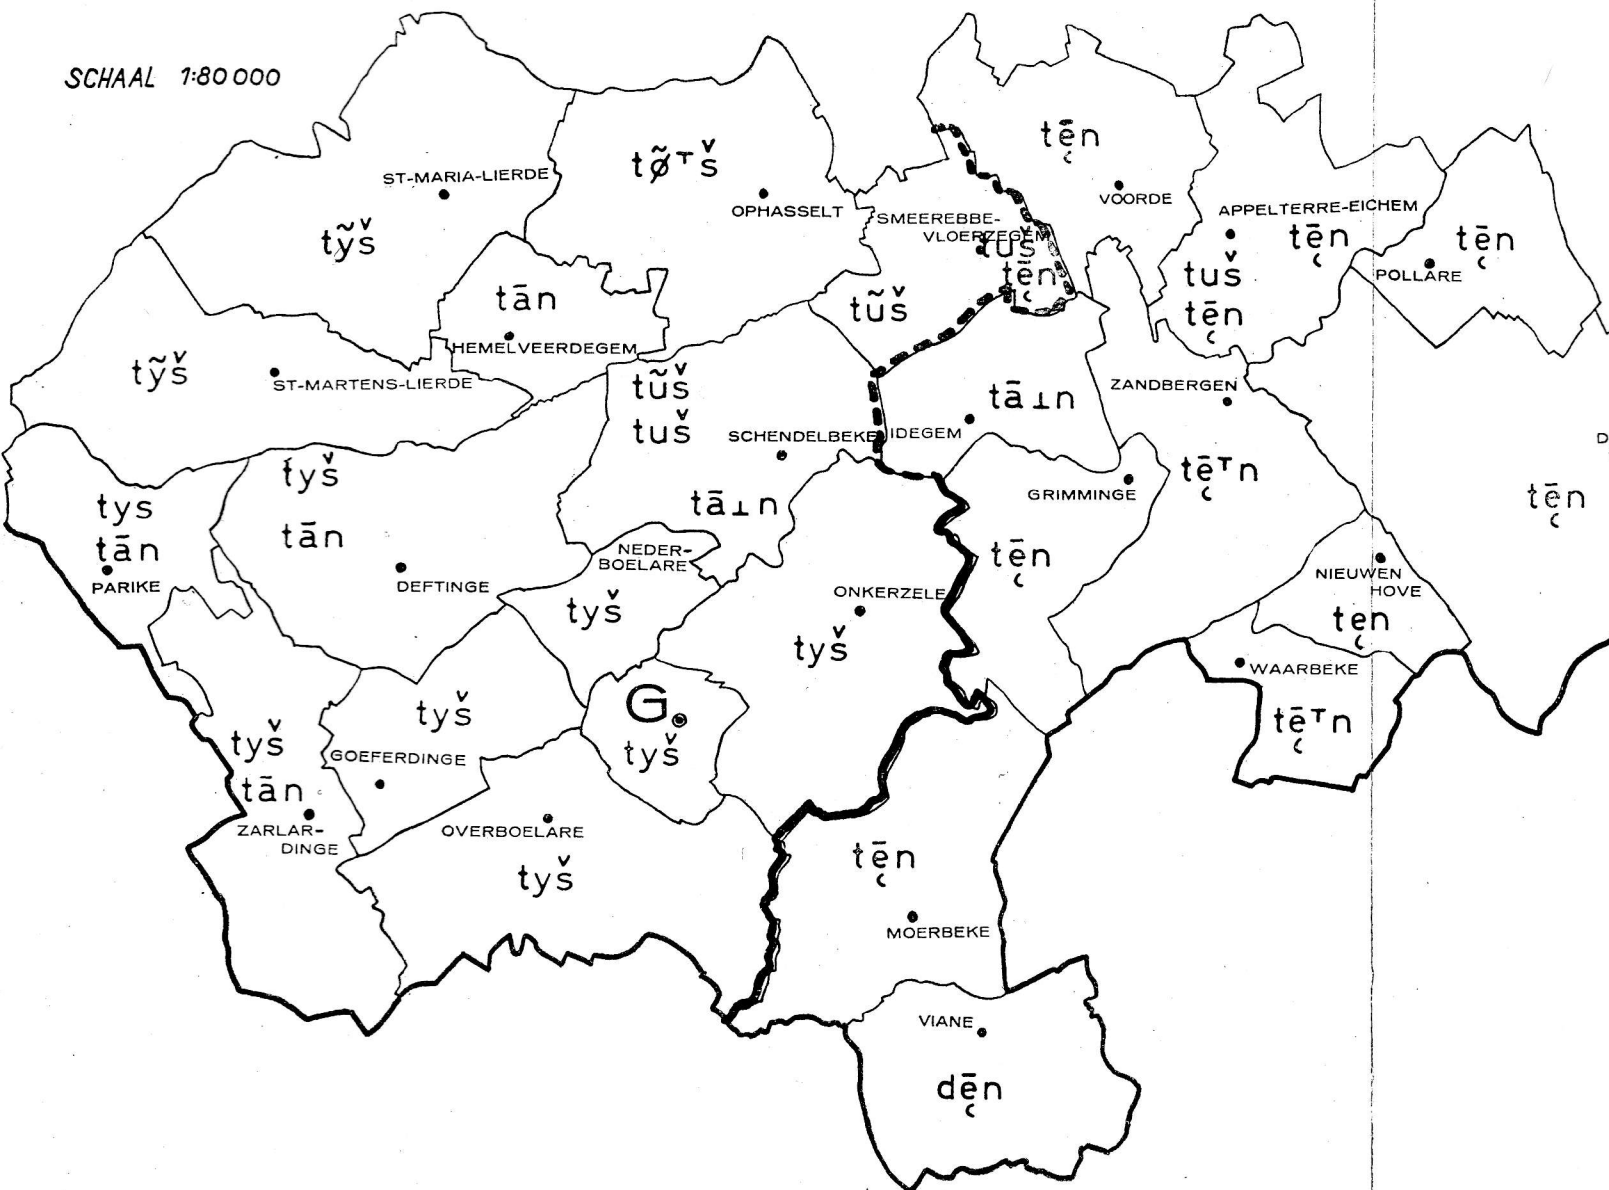 SCHAAL 1:80 000
ST-MARIA-LIERDE
tỹš
tø̃ᵀš
OPHASSELT
tę̄n
VOORDE
SMEEREBBE-
VLOERZEGEM
tuš
tę̄n
tũš
APPELTERRE-EICHEM
tę̄n
tuš
tę̄n
tę̄n
POLLARE
tān
HEMELVEERDEGEM
tỹš
ST-MARTENS-LIERDE
tũš
tuš
SCHENDELBEKE
tā⊥n
tā⊥n
IDEGEM
ZANDBERGEN
tę̄ᵀn
D
tę̄n
tys
tān
PARIKE
tyš
tān
DEFTINGE
NEDER-
BOELARE
tyš
ONKERZELE
tyš
GRIMMINGE
tę̄n
NIEUWEN
HOVE
tęn
WAARBEKE
tę̄ᵀn
tyš
tān
ZARLAR-
DINGE
tyš
GOEFERDINGE
G
tyš
OVERBOELARE
tyš
tę̄n
MOERBEKE
VIANE
dę̄n